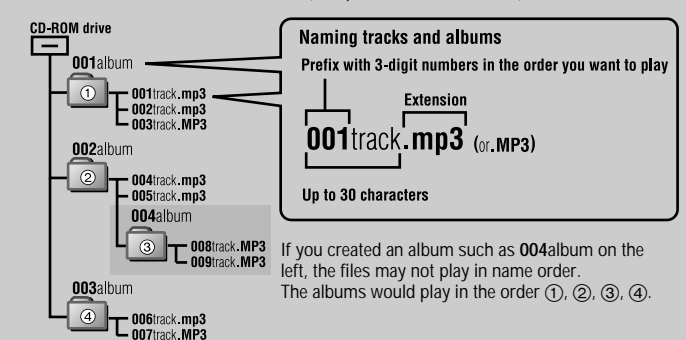 CD-ROM drive
001album
①
001track.mp3
002track.mp3
003track.MP3
002album
②
004track.mp3
005track.mp3
004album
③
008track.MP3
009track.MP3
003album
④
006track.mp3
007track.MP3
Naming tracks and albums
Prefix with 3-digit numbers in the order you want to play
Extension
001track.mp3 (or.MP3)
Up to 30 characters
If you created an album such as 004album on the
left, the files may not play in name order.
The albums would play in the order ①, ②, ③, ④.